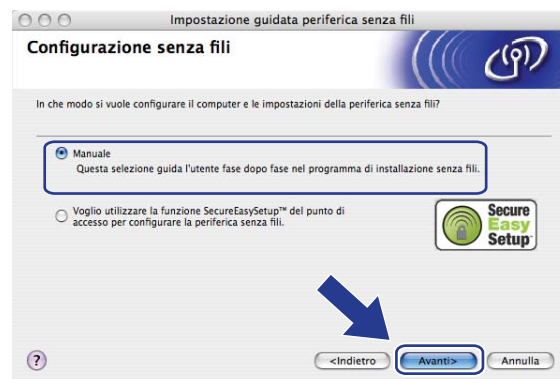 Impostazione guidata periferica senza fili
Configurazione senza fili
In che modo si vuole configurare il computer e le impostazioni della periferica senza fili?
Manuale
Questa selezione guida l'utente fase dopo fase nel programma di installazione senza fili.
Voglio utilizzare la funzione SecureEasySetup™ del punto di
accesso per configurare la periferica senza fili.
Secure
Easy
Setup
?
<Indietro
Avanti>
Annulla